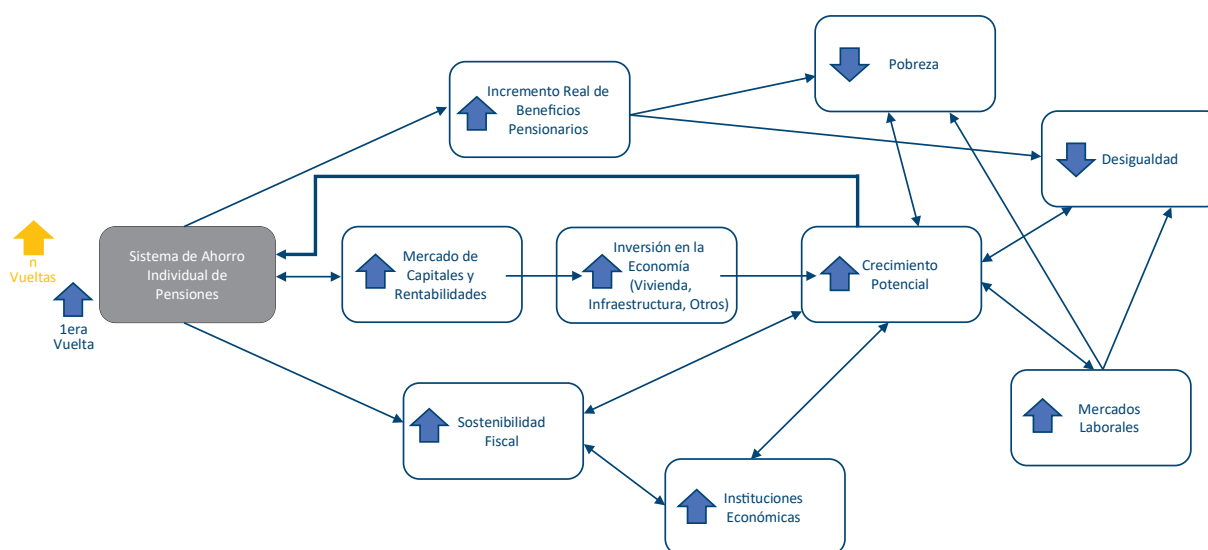 Pobreza
Incremento Real de
Beneficios
Pensionarios
Desigualdad
n
Vueltas
1era
Vuelta
Sistema de Ahorro
Individual de
Pensiones
Mercado de
Capitales y
Rentabilidades
Inversión en la
Economía
(Vivienda,
Infraestructura, Otros)
Crecimiento
Potencial
Sostenibilidad
Fiscal
Mercados
Laborales
Instituciones
Económicas